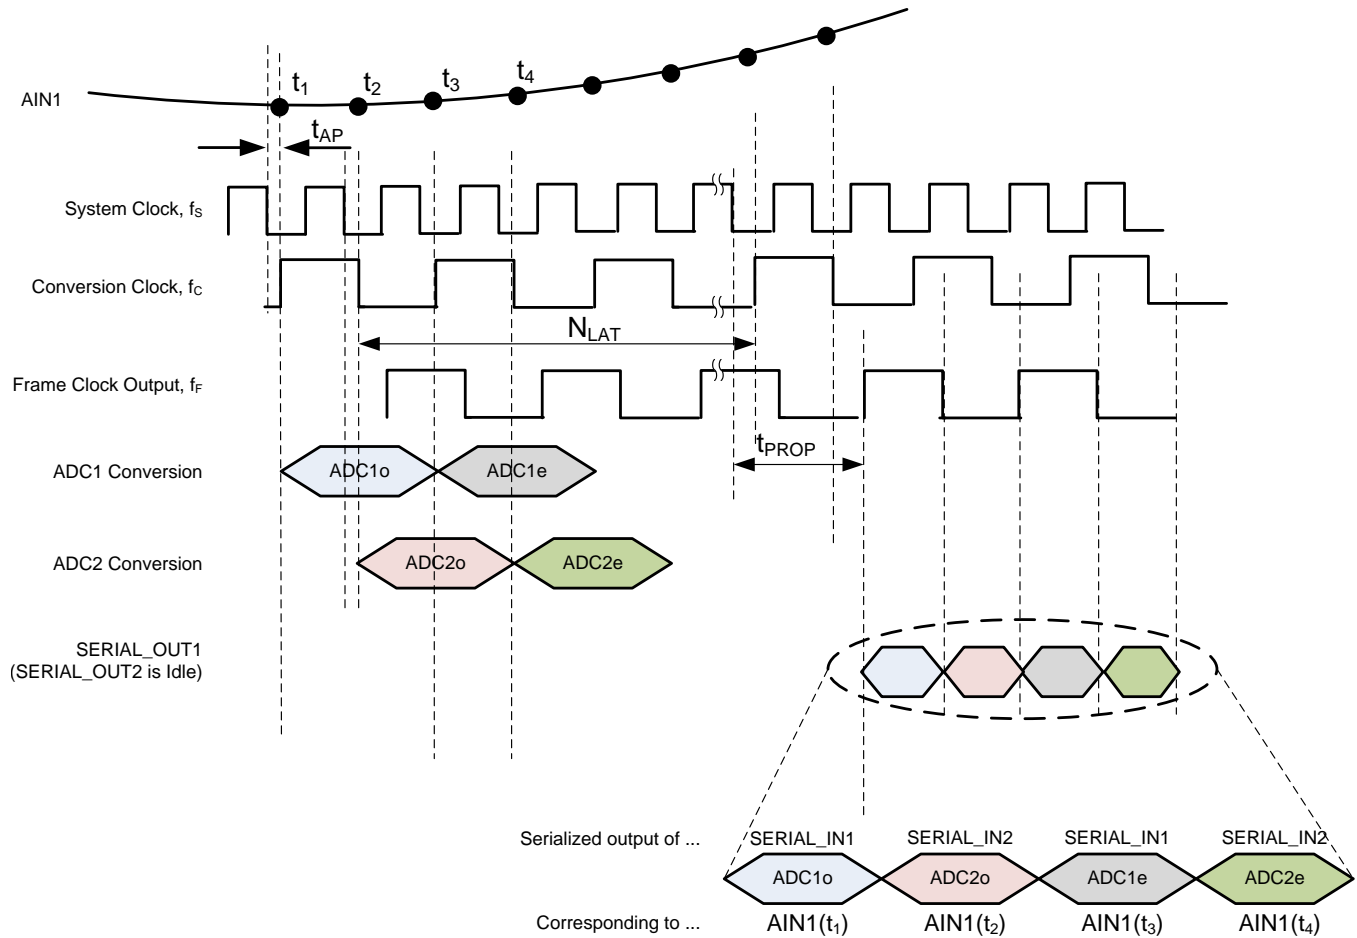 t₁
t₂
t₃
t₄
AIN1
tAP
System Clock, fS
Conversion Clock, fC
NLAT
Frame Clock Output, fF
tPROP
ADC1 Conversion
ADC1o
ADC1e
ADC2 Conversion
ADC2o
ADC2e
SERIAL_OUT1
(SERIAL_OUT2 is Idle)
Serialized output of ...
SERIAL_IN1
SERIAL_IN2
SERIAL_IN1
SERIAL_IN2
ADC1o
ADC2o
ADC1e
ADC2e
Corresponding to ...
AIN1(t₁)
AIN1(t₂)
AIN1(t₃)
AIN1(t₄)